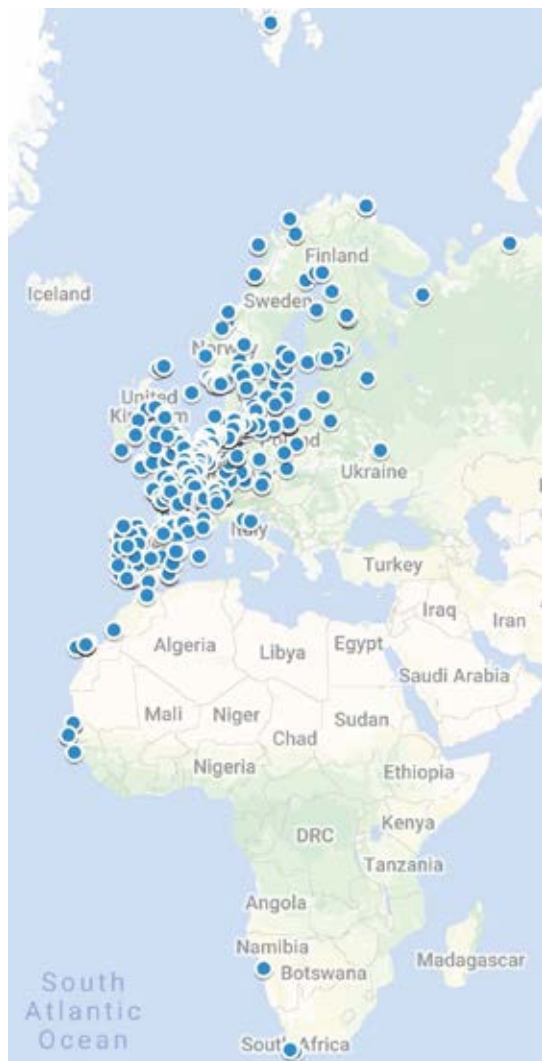 Finland
Iceland
Sweden
Norway
United
Kingdom
Poland
Ukraine
Italy
Turkey
Iraq
Iran
Algeria
Libya
Egypt
Saudi Arabia
Mali
Niger
Sudan
Chad
Nigeria
Ethiopia
DRC
Kenya
Tanzania
Angola
Namibia
Botswana
Madagascar
South
Atlantic
Ocean
South Africa